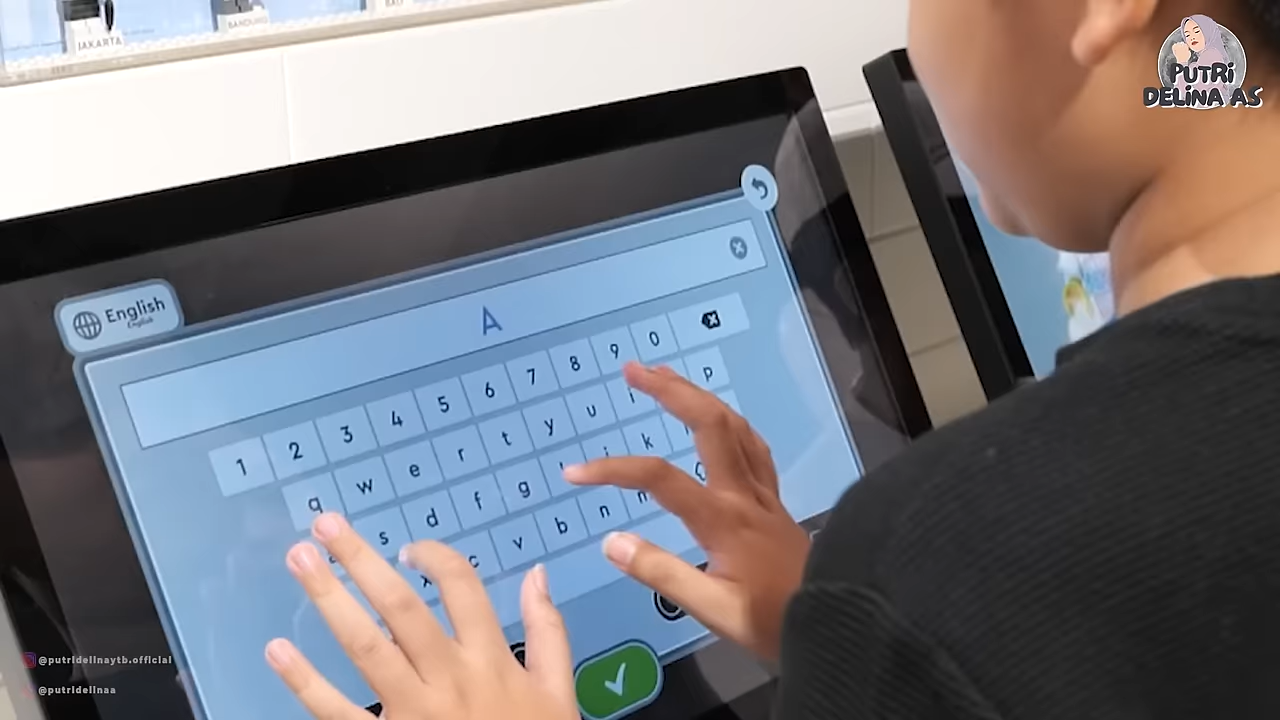 JAKARTA
BANDUNG
PUTRi
DELiNA AS
English
English
A
1 2 3 4 5 6 7 8 9 0
q w e r t y u i p
s d f g j k
x c v b n m
@putridelinaytb.official
@putridelinaa